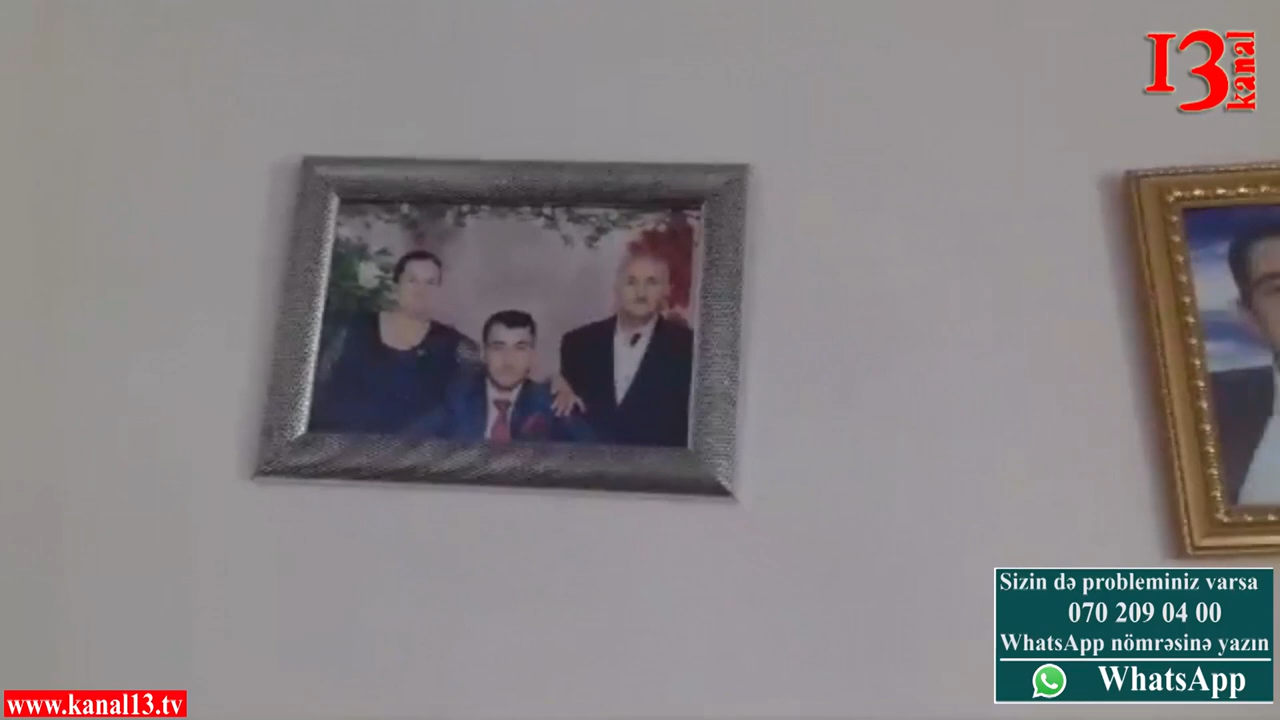 13 kanal
Sizin də probleminiz varsa
070 209 04 00
WhatsApp nömrəsinə yazın
WhatsApp
www.kanal13.tv